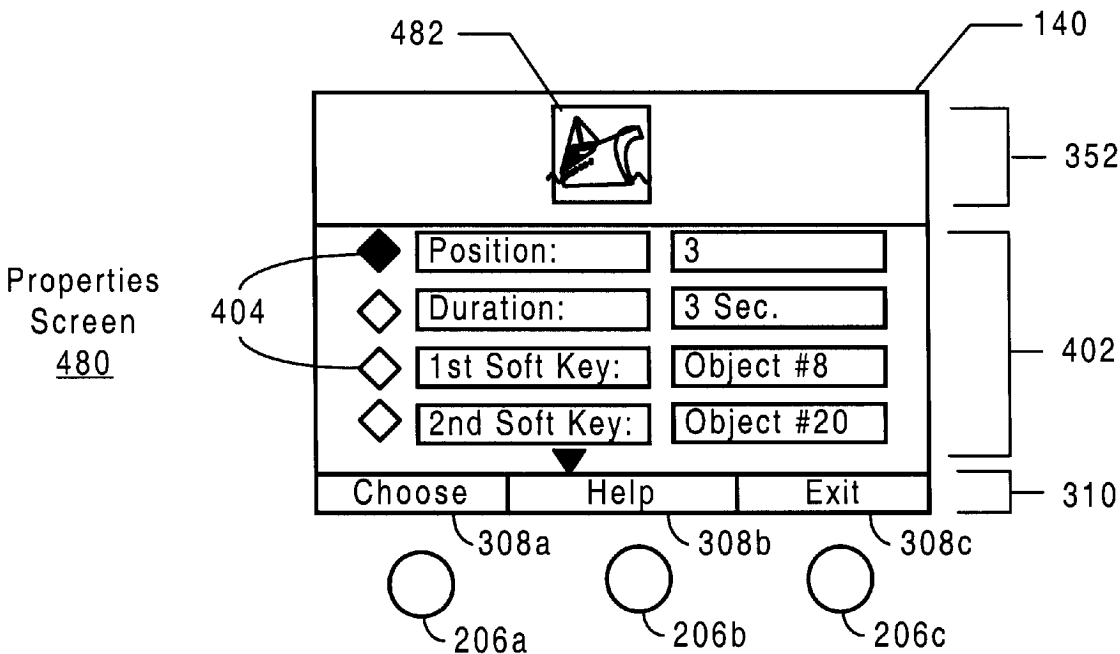 482
140
352
Properties
Screen
480
404
Position: 3
Duration: 3 Sec.
1st Soft Key: Object #8
2nd Soft Key: Object #20
402
Choose Help Exit
310
308a 308b 308c
206a 206b 206c